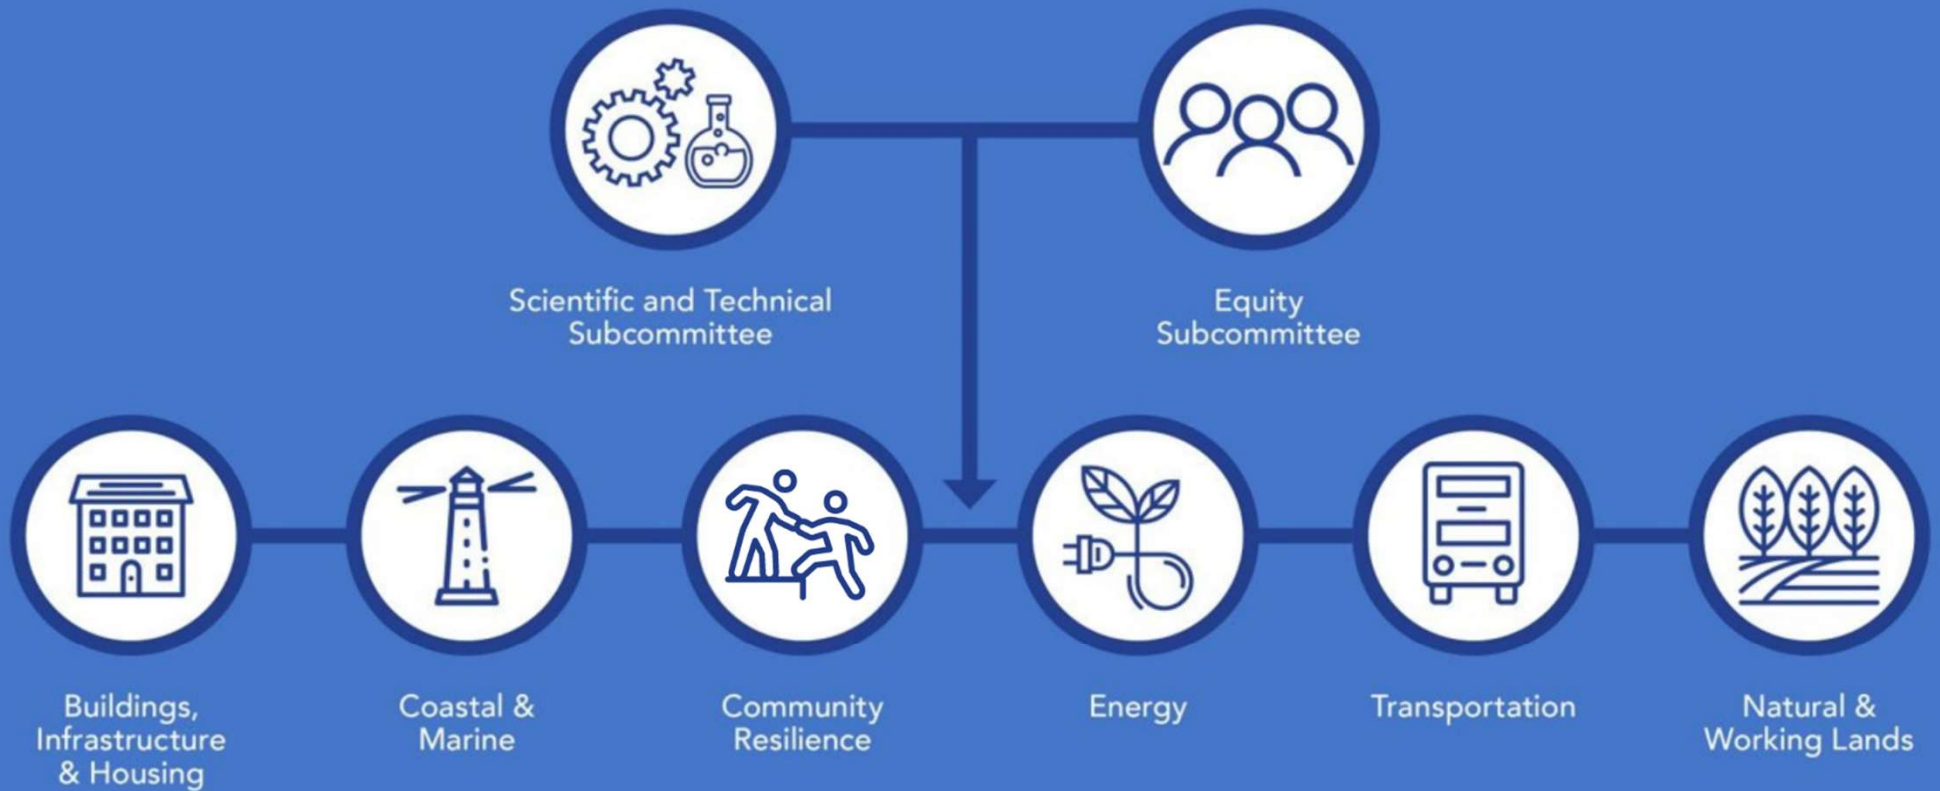 Scientific and Technical
Subcommittee
Equity
Subcommittee
Buildings,
Infrastructure
& Housing
Coastal &
Marine
Community
Resilience
Energy
Transportation
Natural &
Working Lands